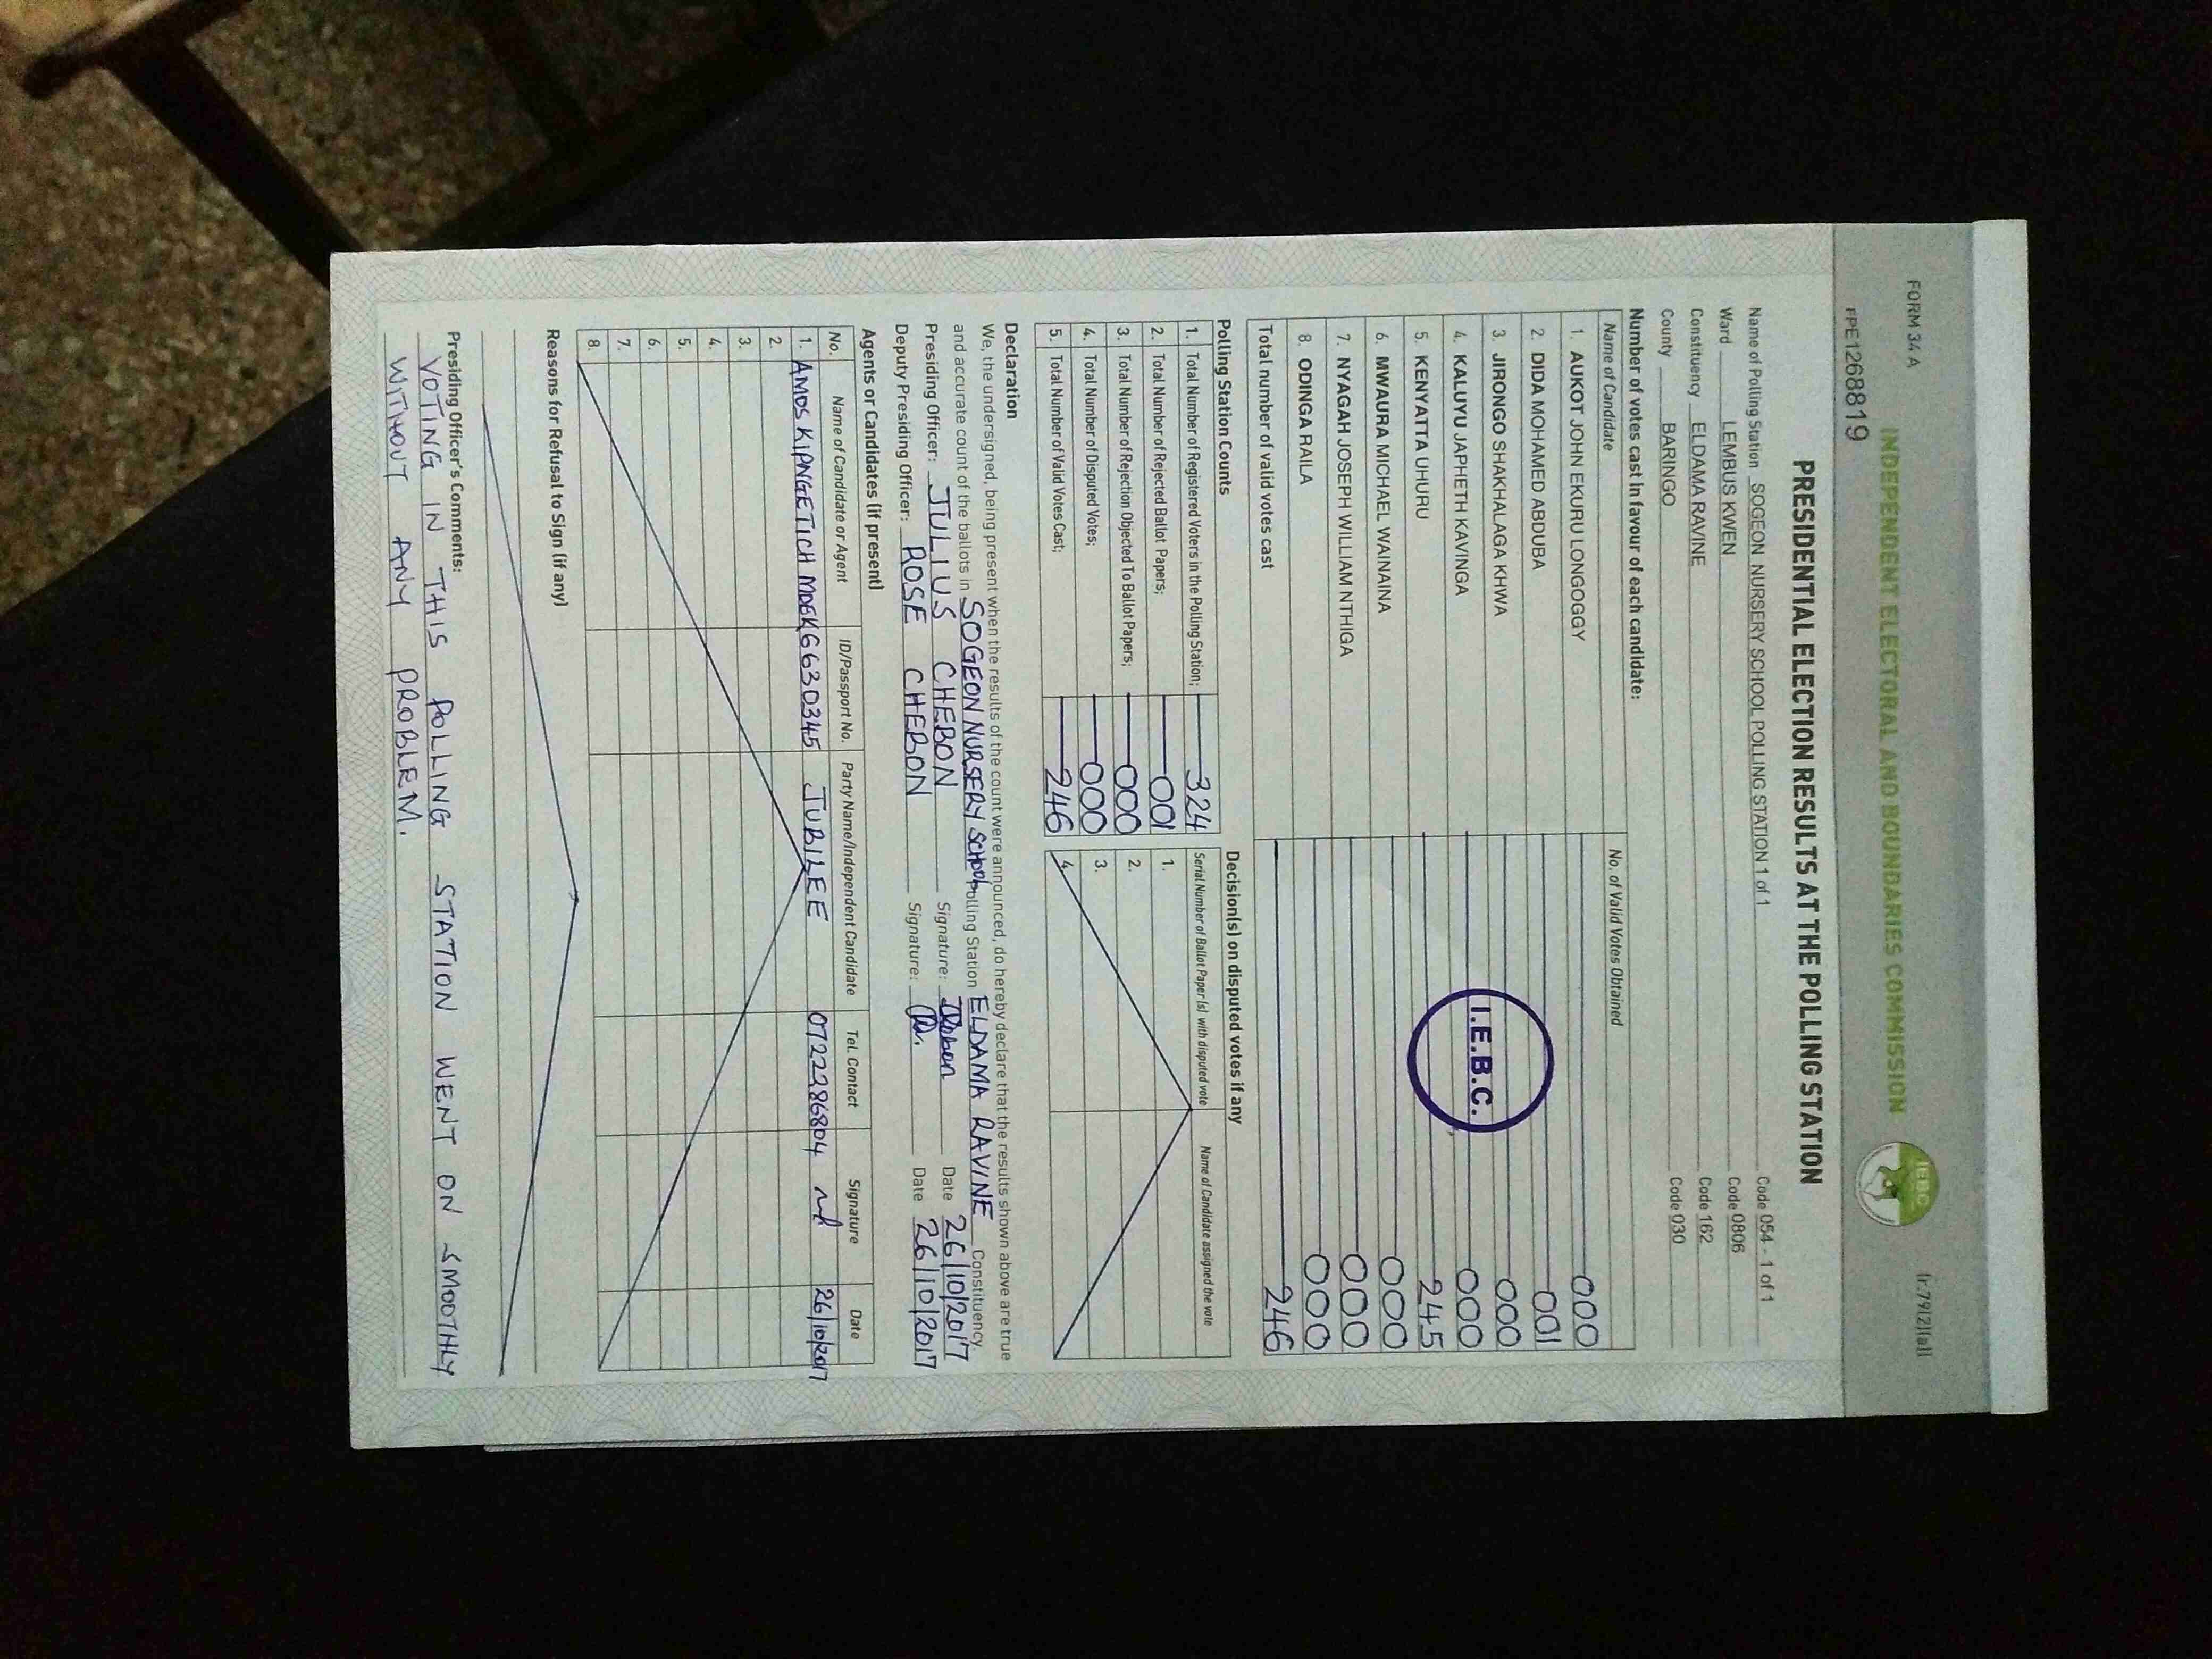 FORM 34 A
(r.79(2)(a))
INDEPENDENT ELECTORAL AND BOUNDARIES COMMISSION
IEBC
PE1268819
PRESIDENTIAL ELECTION RESULTS AT THE POLLING STATION
Name of Polling Station SOGEON NURSERY SCHOOL POLLING STATION 1 of 1 Code 054 - 1 of 1
Ward LEMBUS KWEN Code 0806
Constituency ELDAMA RAVINE Code 162
County BARINGO Code 030
Number of votes cast in favour of each candidate:
Name of Candidate No. of Valid Votes Obtained
1. AUKOT JOHN EKURU LONGOGGY 000
2. DIDA MOHAMED ABDUBA 001
3. JIRONGO SHAKHALAGA KHWA 000
4. KALUYU JAPHETH KAVINGA 000
5. KENYATTA UHURU 245
6. MWAURA MICHAEL WAINAINA 000
7. NYAGAH JOSEPH WILLIAM NTHIGA 000
8. ODINGA RAILA 000
Total number of valid votes cast 246
I.E.B.C.
Polling Station Counts
1. Total Number of Registered Voters in the Polling Station; 324
2. Total Number of Rejected Ballot Papers; 001
3. Total Number of Rejection Objected To Ballot Papers; 000
4. Total Number of Disputed Votes; 000
5. Total Number of Valid Votes Cast; 246
Decision(s) on disputed votes if any
Serial Number of Ballot Paper(s) with disputed vote Name of Candidate assigned the vote
1.
2.
3.
4.
Declaration
We, the undersigned, being present when the results of the count were announced, do hereby declare that the results shown above are true
and accurate count of the ballots in SOGEON NURSERY SCHOOL Polling Station ELDAMA RAVINE Constituency.
Presiding Officer: JULIUS CHEBON Signature: Date 26/10/2017
Deputy Presiding Officer: ROSE CHEBON Signature: Date 26/10/2017
Agents or Candidates (if present)
No. Name of Candidate or Agent ID/Passport No. Party Name/Independent Candidate Tel. Contact Signature Date
1. AMOS KIPNGETICH 6630345 JUBILEE 0722286804 26/10/2017
2.
3.
4.
5.
6.
7.
8.
Reasons for Refusal to Sign (if any)
Presiding Officer's Comments:
VOTING IN THIS POLLING STATION WENT ON SMOOTHLY
WITHOUT ANY PROBLEM.